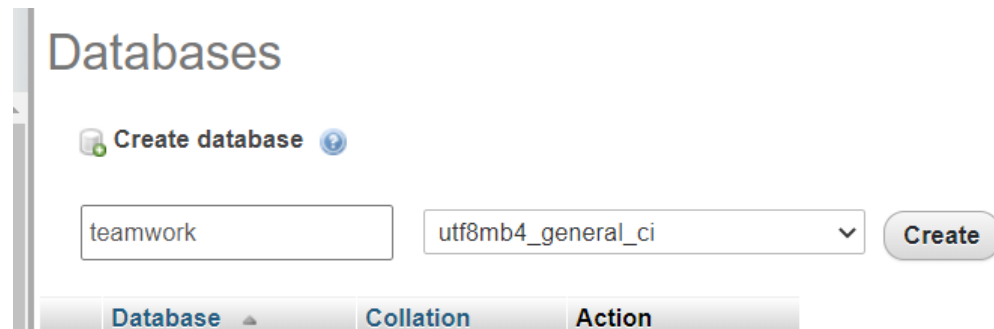 Databases
Create database
teamwork utf8mb4_general_ci Create
Database Collation Action